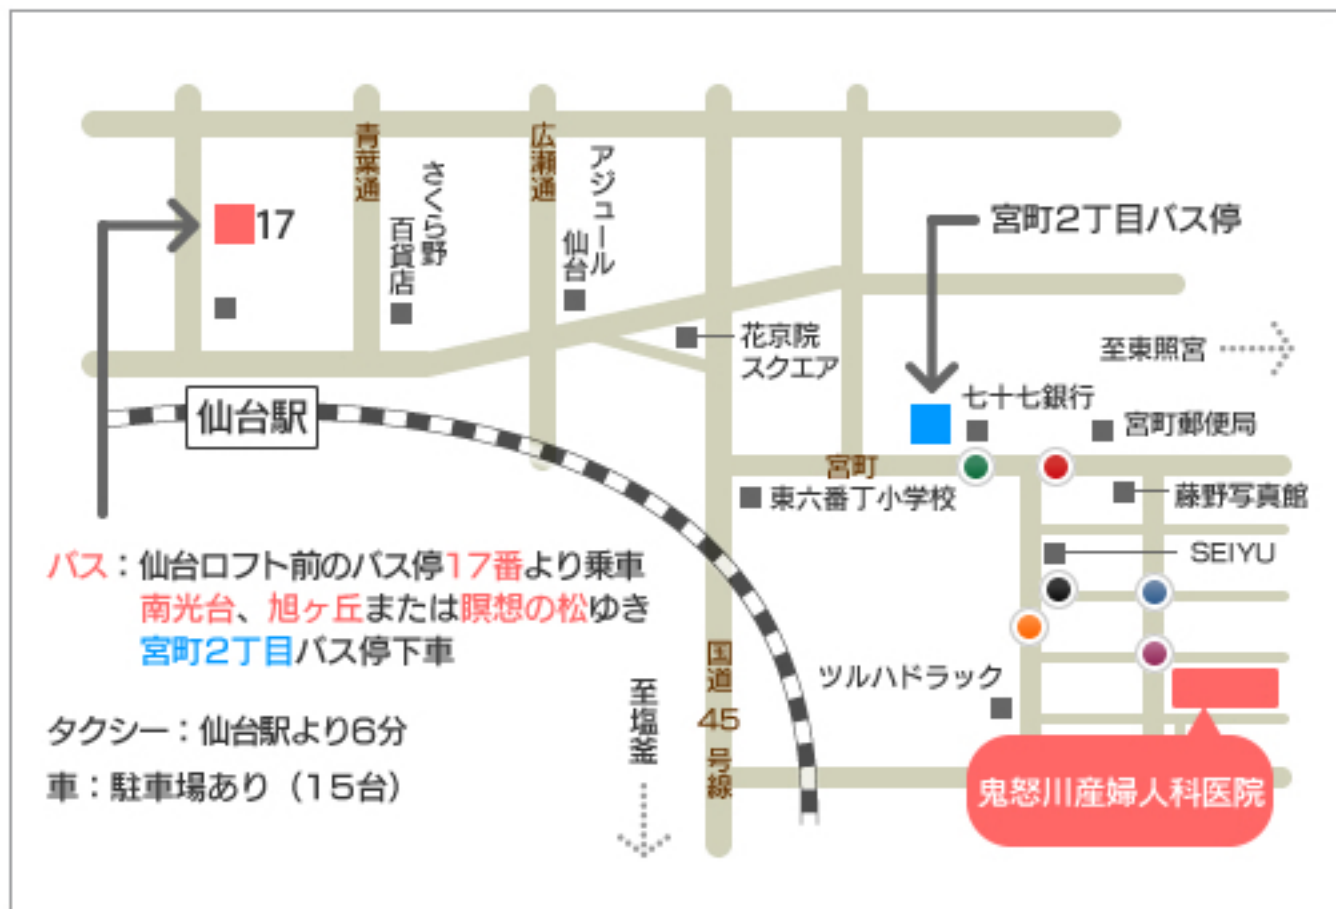 青葉通
広瀬通
さくら野
百貨店
アジュール
仙台
17
宮町2丁目バス停
花京院
スクエア
至東照宮
七十七銀行
宮町郵便局
仙台駅
宮町
東六番丁小学校
藤野写真館
SEIYU
バス：仙台ロフト前のバス停17番より乗車
南光台、旭ヶ丘または瞑想の松ゆき
宮町2丁目バス停下車
国道45号線
至塩釜
ツルハドラック
タクシー：仙台駅より6分
車：駐車場あり（15台）
鬼怒川産婦人科医院